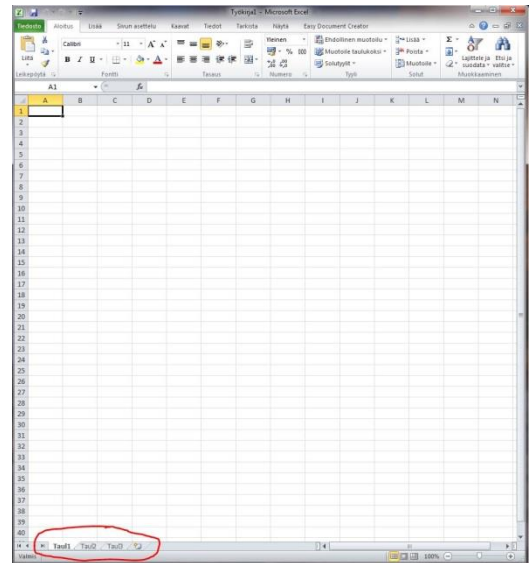 Työkirja1 – Microsoft Excel
Tiedosto Aloitus Lisää Sivun asettelu Kaavat Tiedot Tarkista Näytä Easy Document Creator
Liitä
Leikepöytä
Calibri 11
B I U
Fontti
Tasaus
Yleinen
% 000
Numero
Ehdollinen muotoilu
Muotoile taulukoksi
Solutyylit
Tyyli
Lisää
Poista
Muotoile
Solut
Σ
Lajittele ja suodata
Etsi ja valitse
Muokkaaminen
A1 fx
A B C D E F G H I J K L M N
1
2
3
4
5
6
7
8
9
10
11
12
13
14
15
16
17
18
19
20
21
22
23
24
25
26
27
28
29
30
31
32
33
34
35
36
37
38
39
40
Taul1 Taul2 Taul3
Valmis 100%